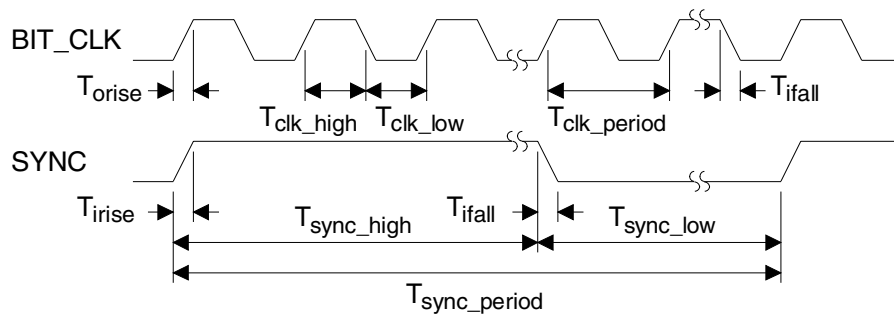 BIT_CLK
T_orise
T_clk_high
T_clk_low
T_clk_period
T_ifall
SYNC
T_irise
T_sync_high
T_ifall
T_sync_low
T_sync_period